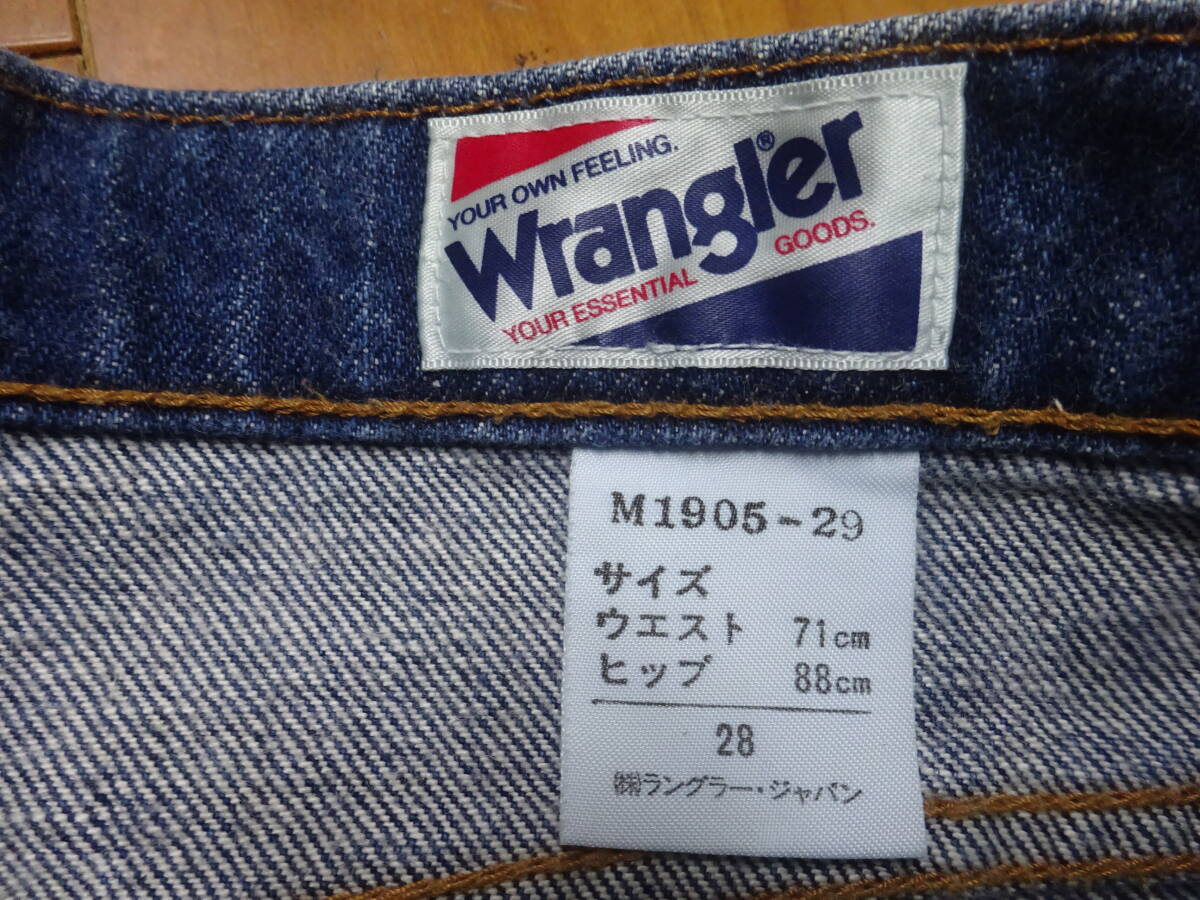 YOUR OWN FEELING.
Wrangler®
YOUR ESSENTIAL GOODS.
M1905-29
サイズ
ウエスト 71cm
ヒップ 88cm
28
㈱ラングラー・ジャパン